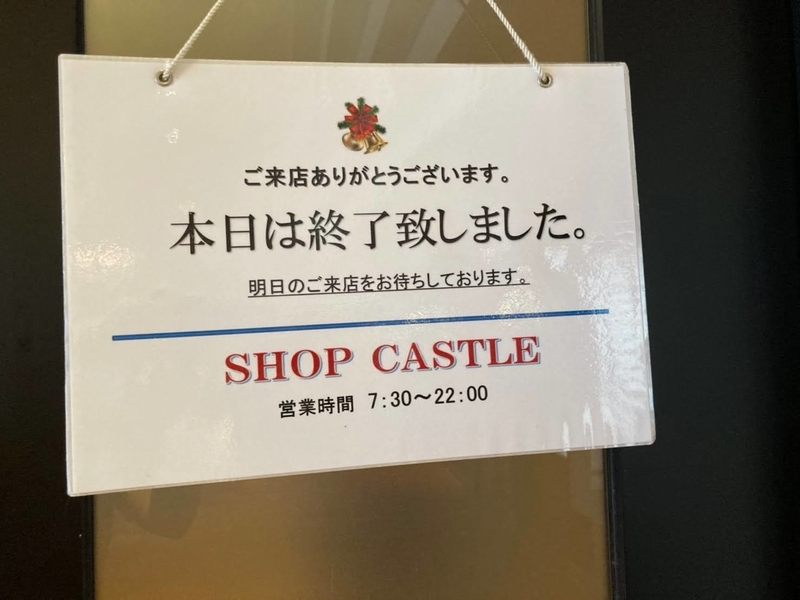 ご来店ありがとうございます。
本日は終了致しました。
明日のご来店をお待ちしております。
SHOP CASTLE
営業時間 7:30～22:00